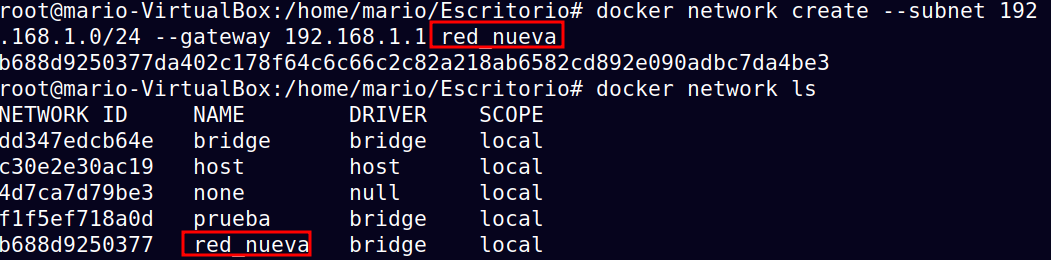 root@mario-VirtualBox:/home/mario/Escritorio# docker network create --subnet 192
.168.1.0/24 --gateway 192.168.1.1 red_nueva
b688d9250377da402c178f64c6c66c2c82a218ab6582cd892e090adbc7da4be3
root@mario-VirtualBox:/home/mario/Escritorio# docker network ls
NETWORK ID NAME DRIVER SCOPE
dd347edcb64e bridge bridge local
c30e2e30ac19 host host local
4d7ca7d79be3 none null local
f1f5ef718a0d prueba bridge local
b688d9250377 red_nueva bridge local